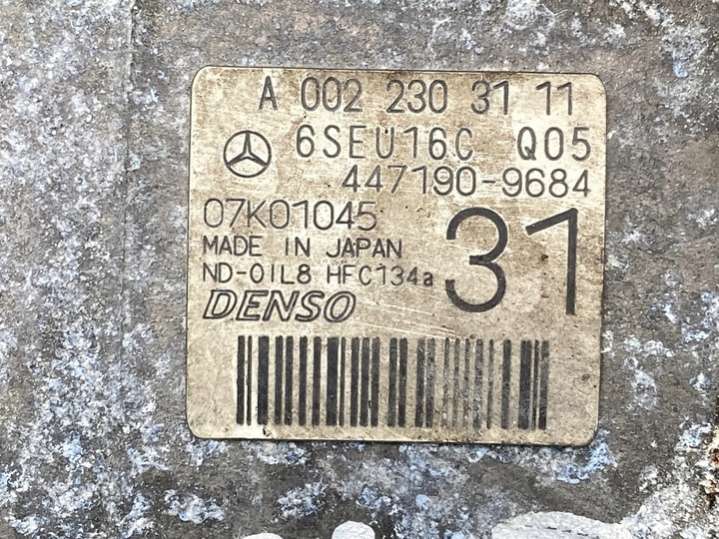 A 002 230 31 11
6SEU16C Q05
447190-9684
07K01045
31
MADE IN JAPAN
ND-OIL8 HFC134a
DENSO